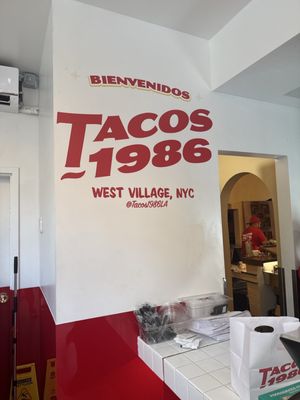 BIENVENIDOS
TACOS
1986
WEST VILLAGE, NYC
@Tacos1986LA
TACOS
1986